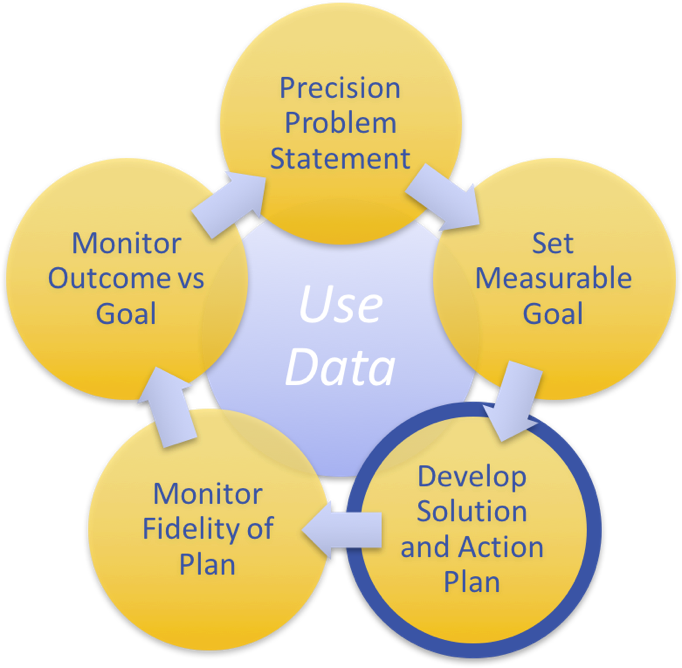 Precision
Problem
Statement
Set
Measurable
Goal
Develop
Solution
and Action
Plan
Monitor
Fidelity of
Plan
Monitor
Outcome vs
Goal
Use
Data